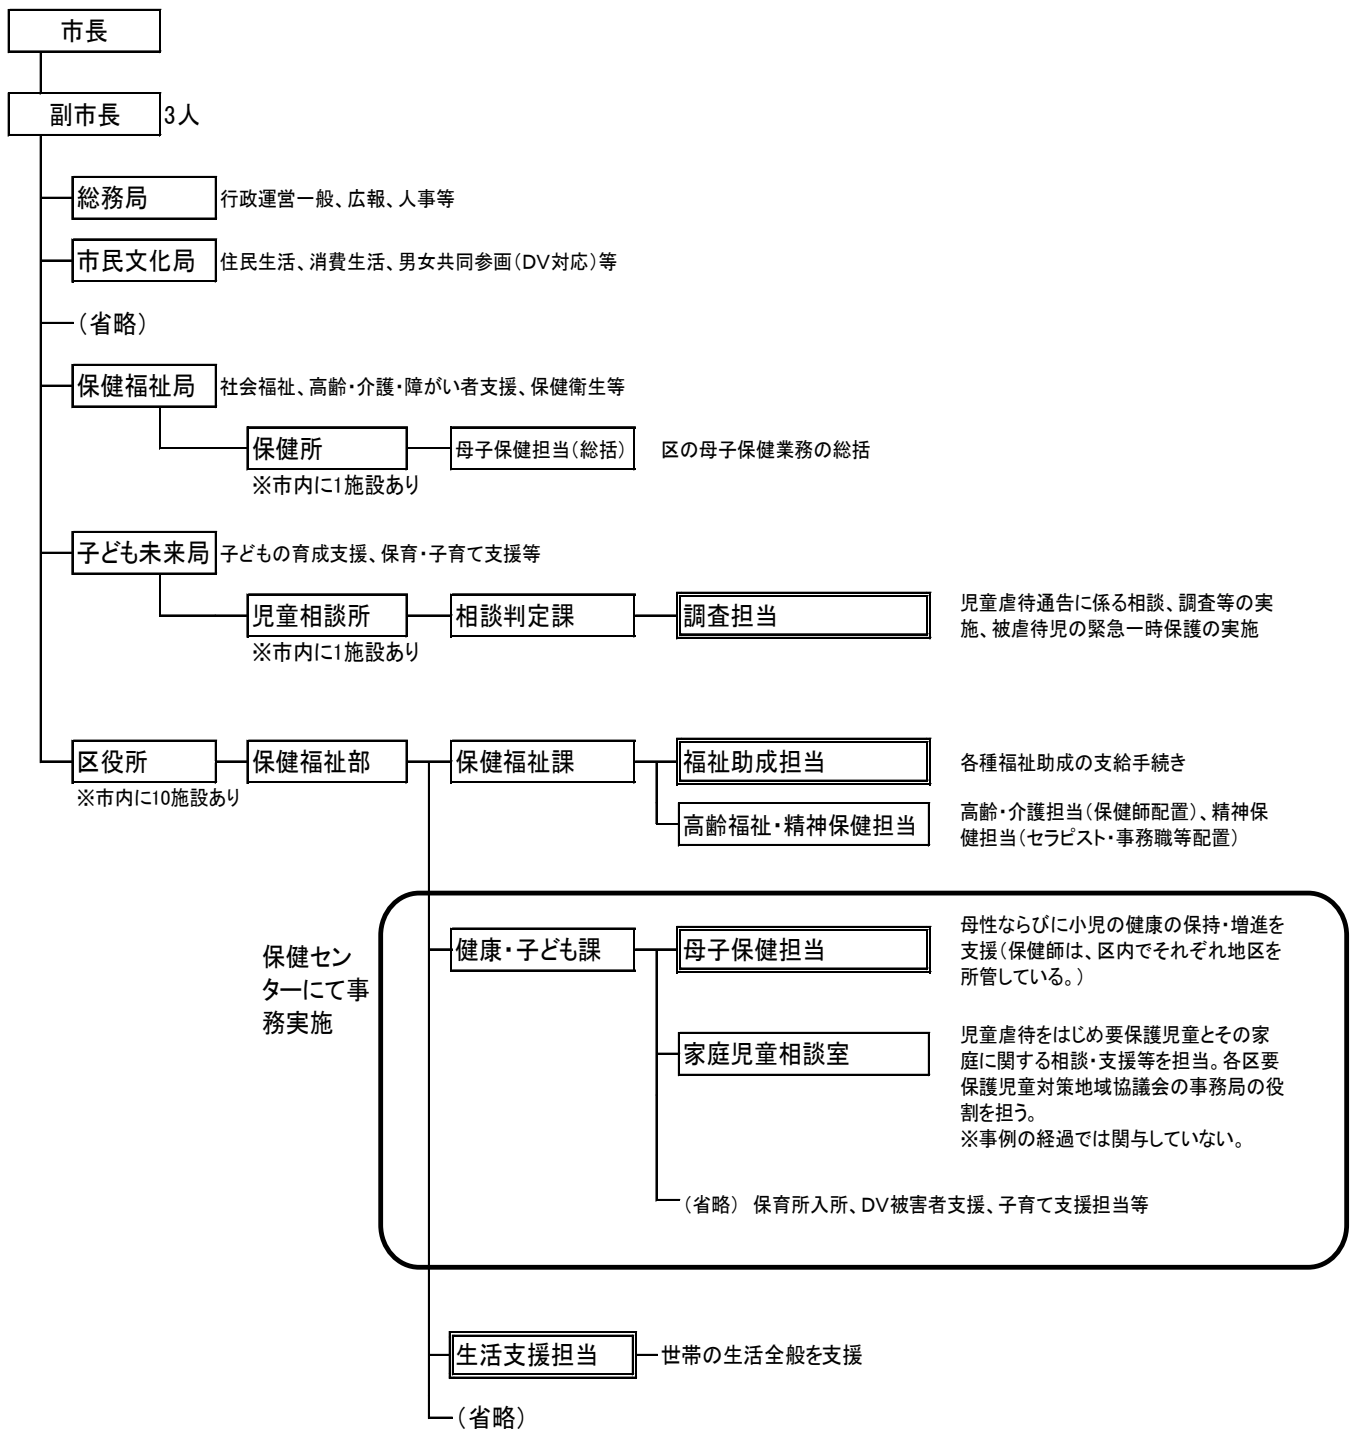 市長
副市長 3人
総務局 行政運営一般、広報、人事等
市民文化局 住民生活、消費生活、男女共同参画(DV対応)等
(省略)
保健福祉局 社会福祉、高齢・介護・障がい者支援、保健衛生等
保健所 母子保健担当(総括) 区の母子保健業務の総括
※市内に1施設あり
子ども未来局 子どもの育成支援、保育・子育て支援等
児童相談所 相談判定課 調査担当
児童虐待通告に係る相談、調査等の実
施、被虐待児の緊急一時保護の実施
※市内に1施設あり
区役所 保健福祉部 保健福祉課 福祉助成担当 各種福祉助成の支給手続き
※市内に10施設あり
高齢福祉・精神保健担当
高齢・介護担当(保健師配置)、精神保
健担当(セラピスト・事務職等配置)
保健セン
ターにて事
務実施
健康・子ども課 母子保健担当
母性ならびに小児の健康の保持・増進を
支援(保健師は、区内でそれぞれ地区を
所管している。)
家庭児童相談室
児童虐待をはじめ要保護児童とその家
庭に関する相談・支援等を担当。各区要
保護児童対策地域協議会の事務局の役
割を担う。
※事例の経過では関与していない。
(省略) 保育所入所、DV被害者支援、子育て支援担当等
生活支援担当 世帯の生活全般を支援
(省略)